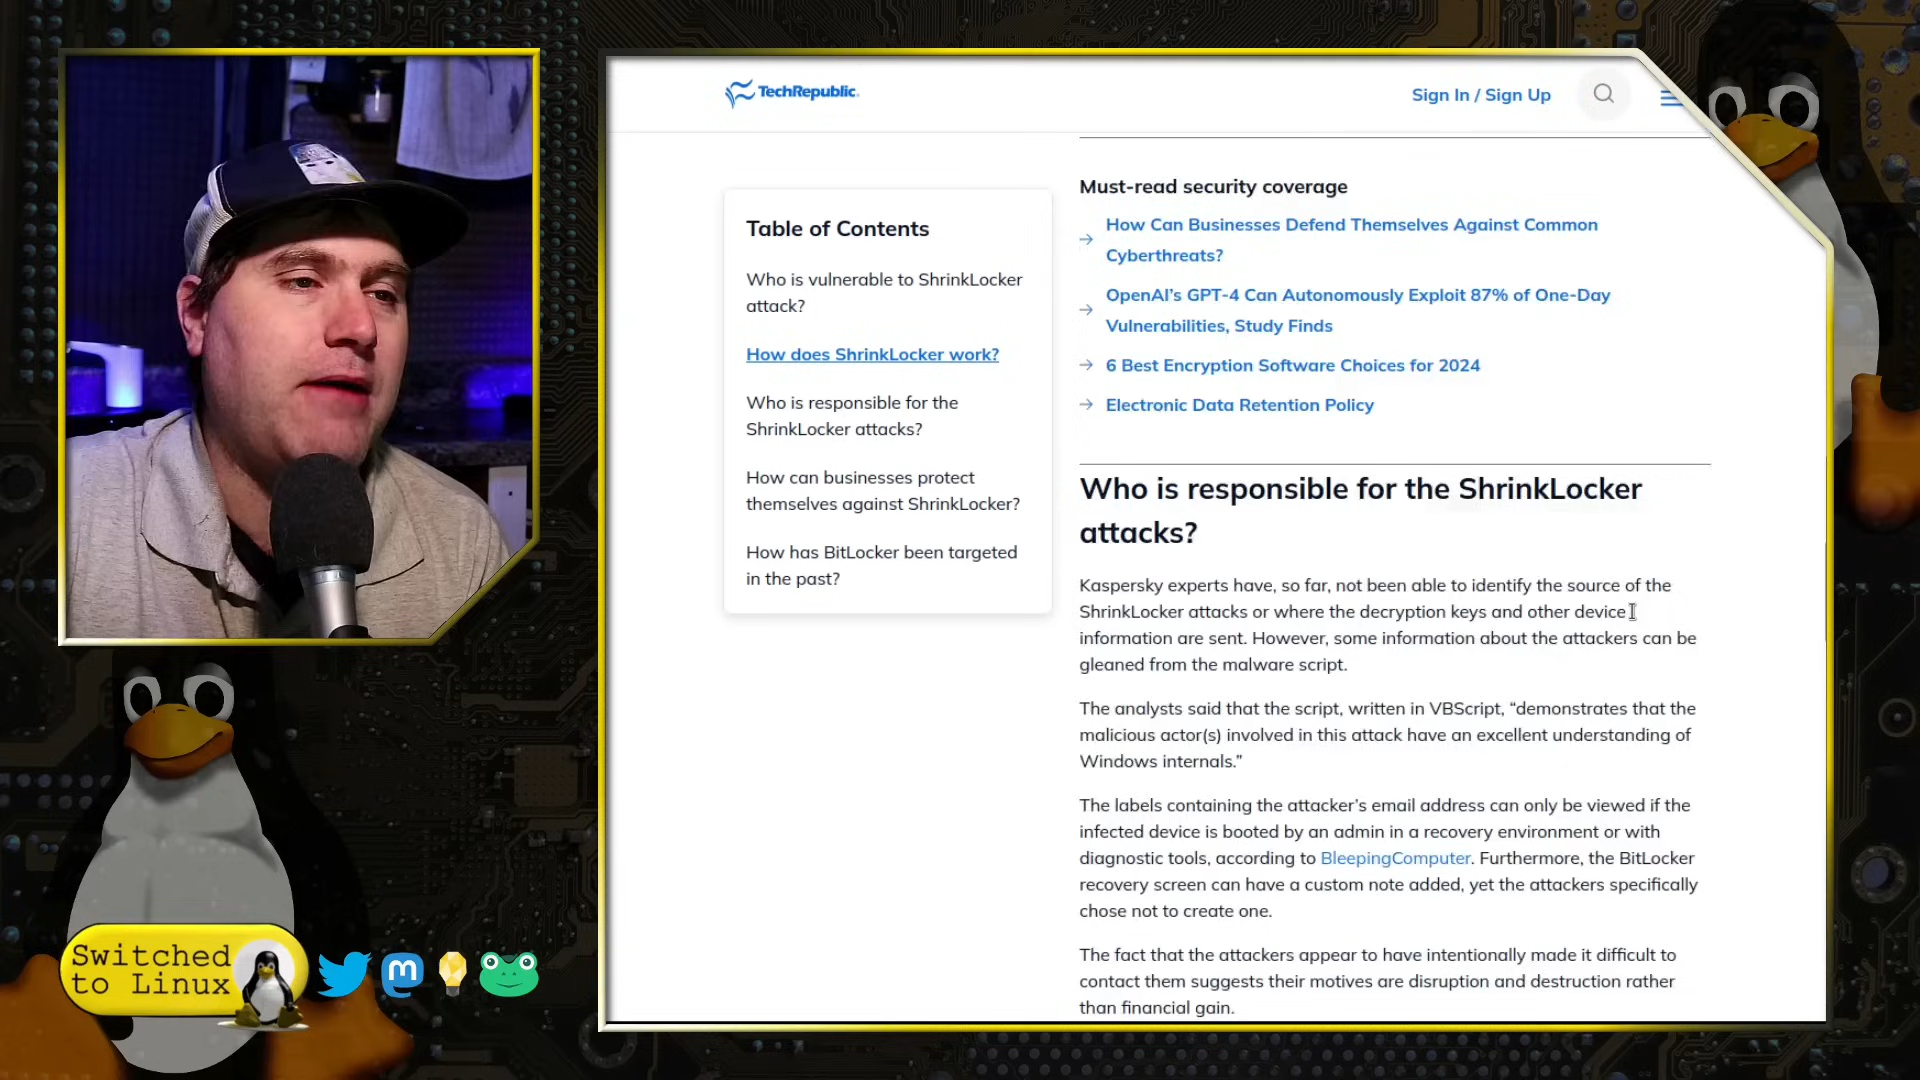 TechRepublic.
Sign In / Sign Up
Table of Contents
Who is vulnerable to ShrinkLocker
attack?
How does ShrinkLocker work?
Who is responsible for the
ShrinkLocker attacks?
How can businesses protect
themselves against ShrinkLocker?
How has BitLocker been targeted
in the past?
Must-read security coverage
How Can Businesses Defend Themselves Against Common
Cyberthreats?
OpenAI’s GPT-4 Can Autonomously Exploit 87% of One-Day
Vulnerabilities, Study Finds
6 Best Encryption Software Choices for 2024
Electronic Data Retention Policy
Who is responsible for the ShrinkLocker
attacks?
Kaspersky experts have, so far, not been able to identify the source of the
ShrinkLocker attacks or where the decryption keys and other device
information are sent. However, some information about the attackers can be
gleaned from the malware script.
The analysts said that the script, written in VBScript, “demonstrates that the
malicious actor(s) involved in this attack have an excellent understanding of
Windows internals.”
The labels containing the attacker’s email address can only be viewed if the
infected device is booted by an admin in a recovery environment or with
diagnostic tools, according to BleepingComputer. Furthermore, the BitLocker
recovery screen can have a custom note added, yet the attackers specifically
chose not to create one.
The fact that the attackers appear to have intentionally made it difficult to
contact them suggests their motives are disruption and destruction rather
than financial gain.
Switched
to Linux
m